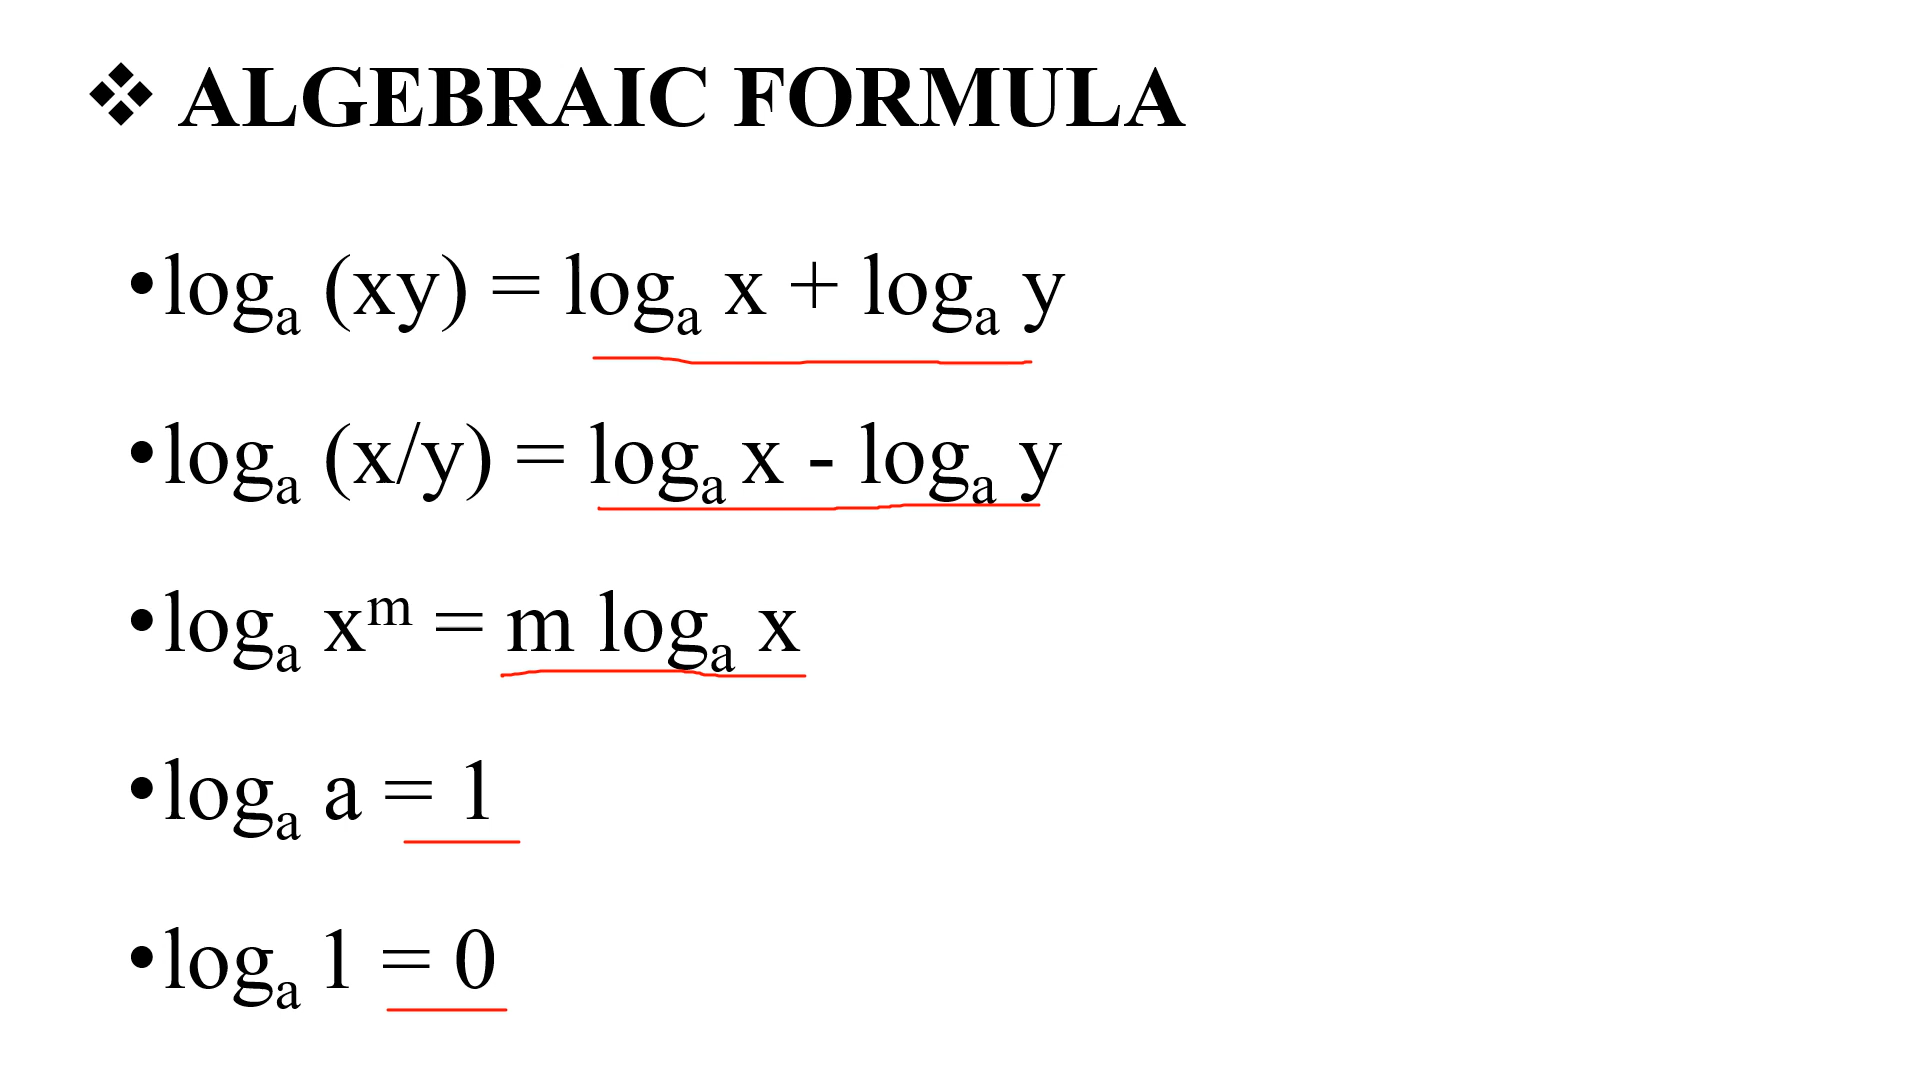 ❖ ALGEBRAIC FORMULA
•logₐ (xy) = logₐ x + logₐ y
•logₐ (x/y) = logₐ x - logₐ y
•logₐ xᵐ = m logₐ x
•logₐ a = 1
•logₐ 1 = 0